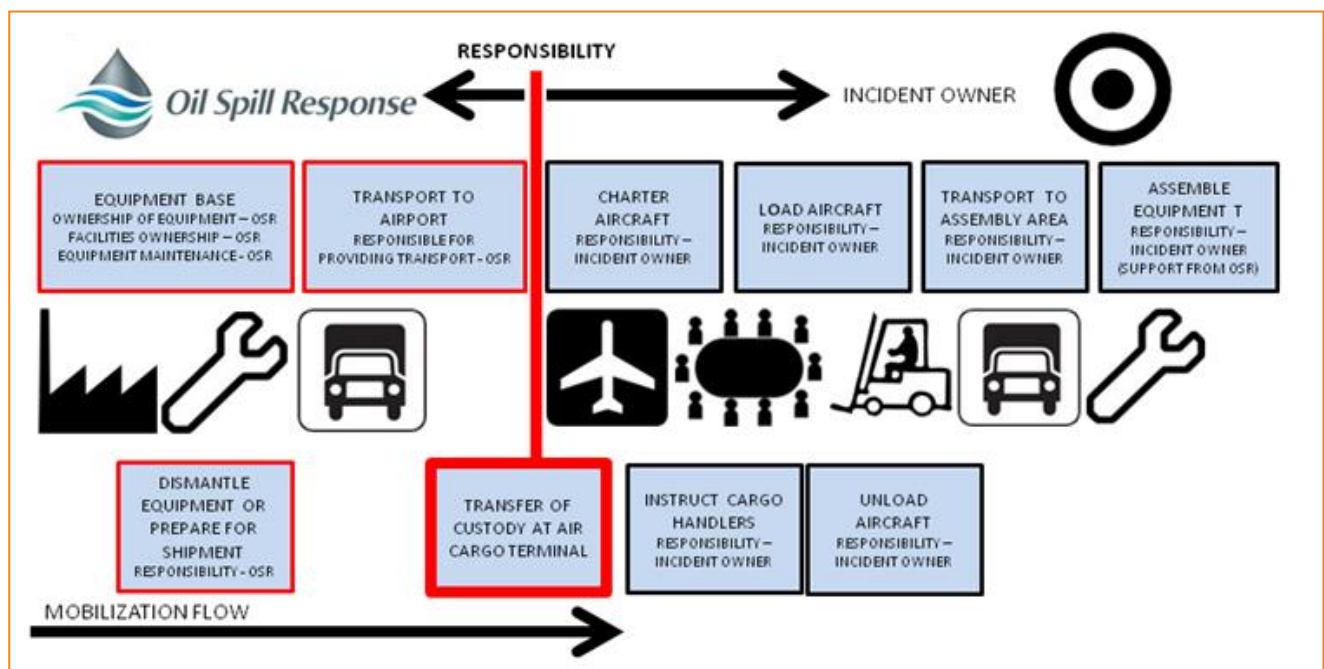 RESPONSIBILITY
Oil Spill Response
INCIDENT OWNER
EQUIPMENT BASE
OWNERSHIP OF EQUIPMENT – OSR
FACILITIES OWNERSHIP – OSR
EQUIPMENT MAINTENANCE - OSR
TRANSPORT TO
AIRPORT
RESPONISIBLE FOR
PROVIDING TRANSPORT - OSR
CHARTER
AIRCRAFT
RESPONSIBILITY –
INCIDENT OWNER
LOAD AIRCRAFT
RESPONSIBILITY –
INCIDENT OWNER
TRANSPORT TO
ASSEMBLY AREA
RESPONSIBILITY –
INCIDENT OWNER
ASSEMBLE
EQUIPMENT T
RESPONSIBILITY –
INCIDENT OWNER
(SUPPORT FROM OSR)
DISMANTLE
EQUIPMENT OR
PREPARE FOR
SHIPMENT
RESPONSIBILITY - OSR
TRANSFER OF
CUSTODY AT AIR
CARGO TERMINAL
INSTRUCT CARGO
HANDLERS
RESPONSIBILITY –
INCIDENT OWNER
UNLOAD
AIRCRAFT
RESPONSIBILITY –
INCIDENT OWNER
MOBILIZATION FLOW